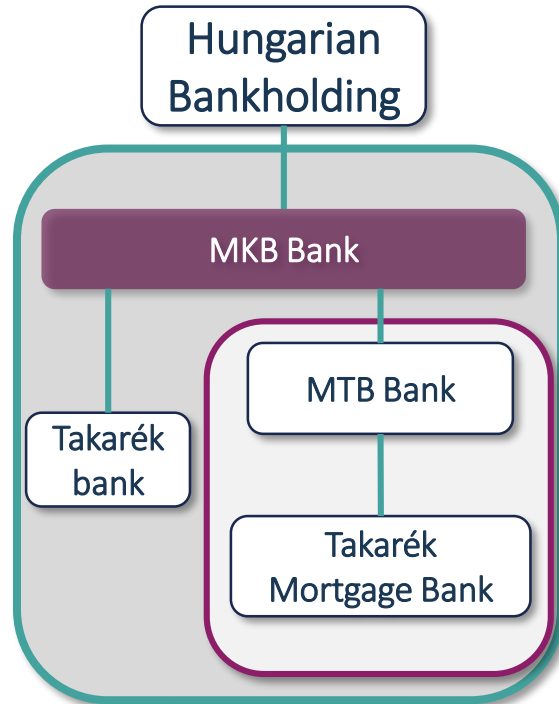 Hungarian
Bankholding
MKB Bank
MTB Bank
Takarék
bank
Takarék
Mortgage Bank